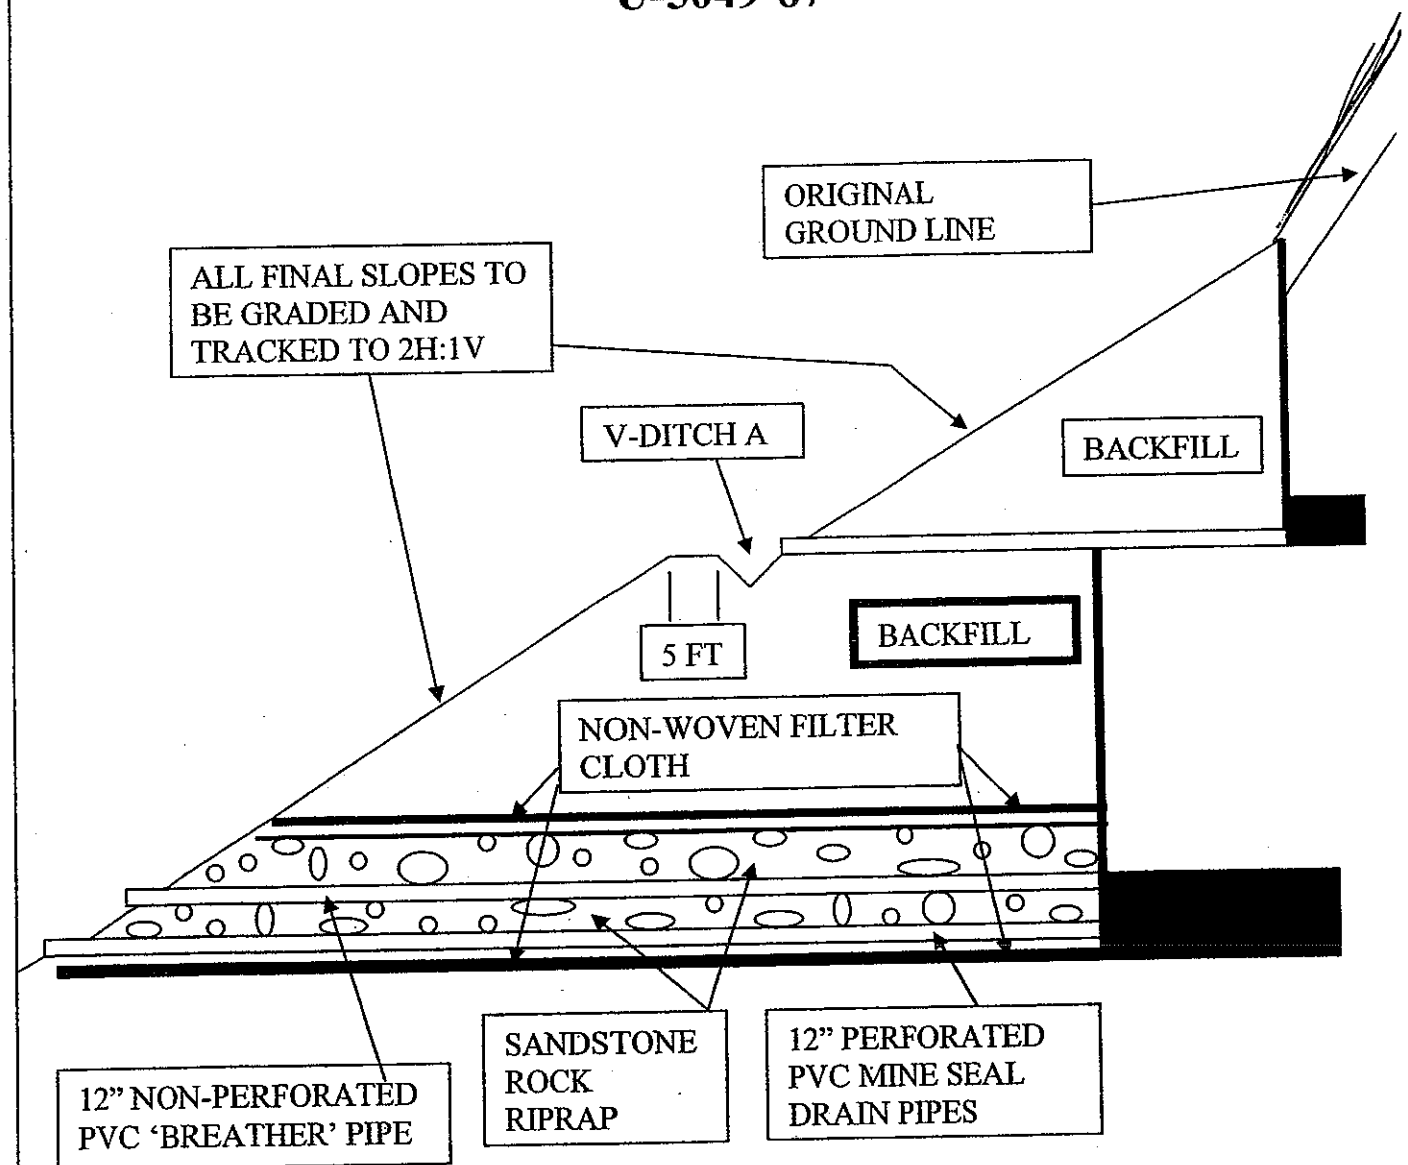 ORIGINAL
GROUND LINE
ALL FINAL SLOPES TO
BE GRADED AND
TRACKED TO 2H:1V
V-DITCH A
BACKFILL
BACKFILL
5 FT
NON-WOVEN FILTER
CLOTH
SANDSTONE
ROCK
RIPRAP
12” PERFORATED
PVC MINE SEAL
DRAIN PIPES
12” NON-PERFORATED
PVC ‘BREATHER’ PIPE